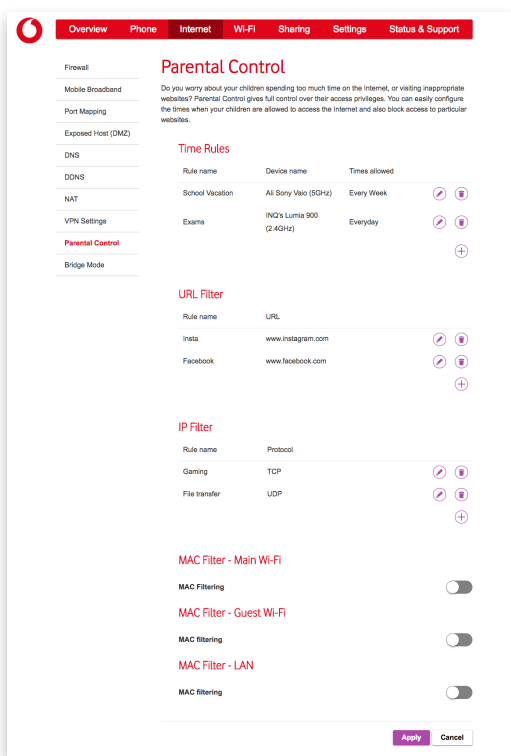 Overview Phone Internet Wi-Fi Sharing Settings Status & Support
Firewall
Mobile Broadband
Port Mapping
Exposed Host (DMZ)
DNS
DDNS
NAT
VPN Settings
Parental Control
Bridge Mode
Parental Control
Do you worry about your children spending too much time on the Internet, or visiting inappropriate
websites? Parental Control gives full control over their access privileges. You can easily configure
the times when your children are allowed to access the Internet and also block access to particular
websites.
Time Rules
Rule name Device name Times allowed
School Vacation Ali Sony Vaio (5GHz) Every Week
Exams INQ's Lumia 900 (2.4GHz) Everyday
URL Filter
Rule name URL
Insta www.instagram.com
Facebook www.facebook.com
IP Filter
Rule name Protocol
Gaming TCP
File transfer UDP
MAC Filter - Main Wi-Fi
MAC Filtering
MAC Filter - Guest Wi-Fi
MAC filtering
MAC Filter - LAN
MAC filtering
Apply Cancel